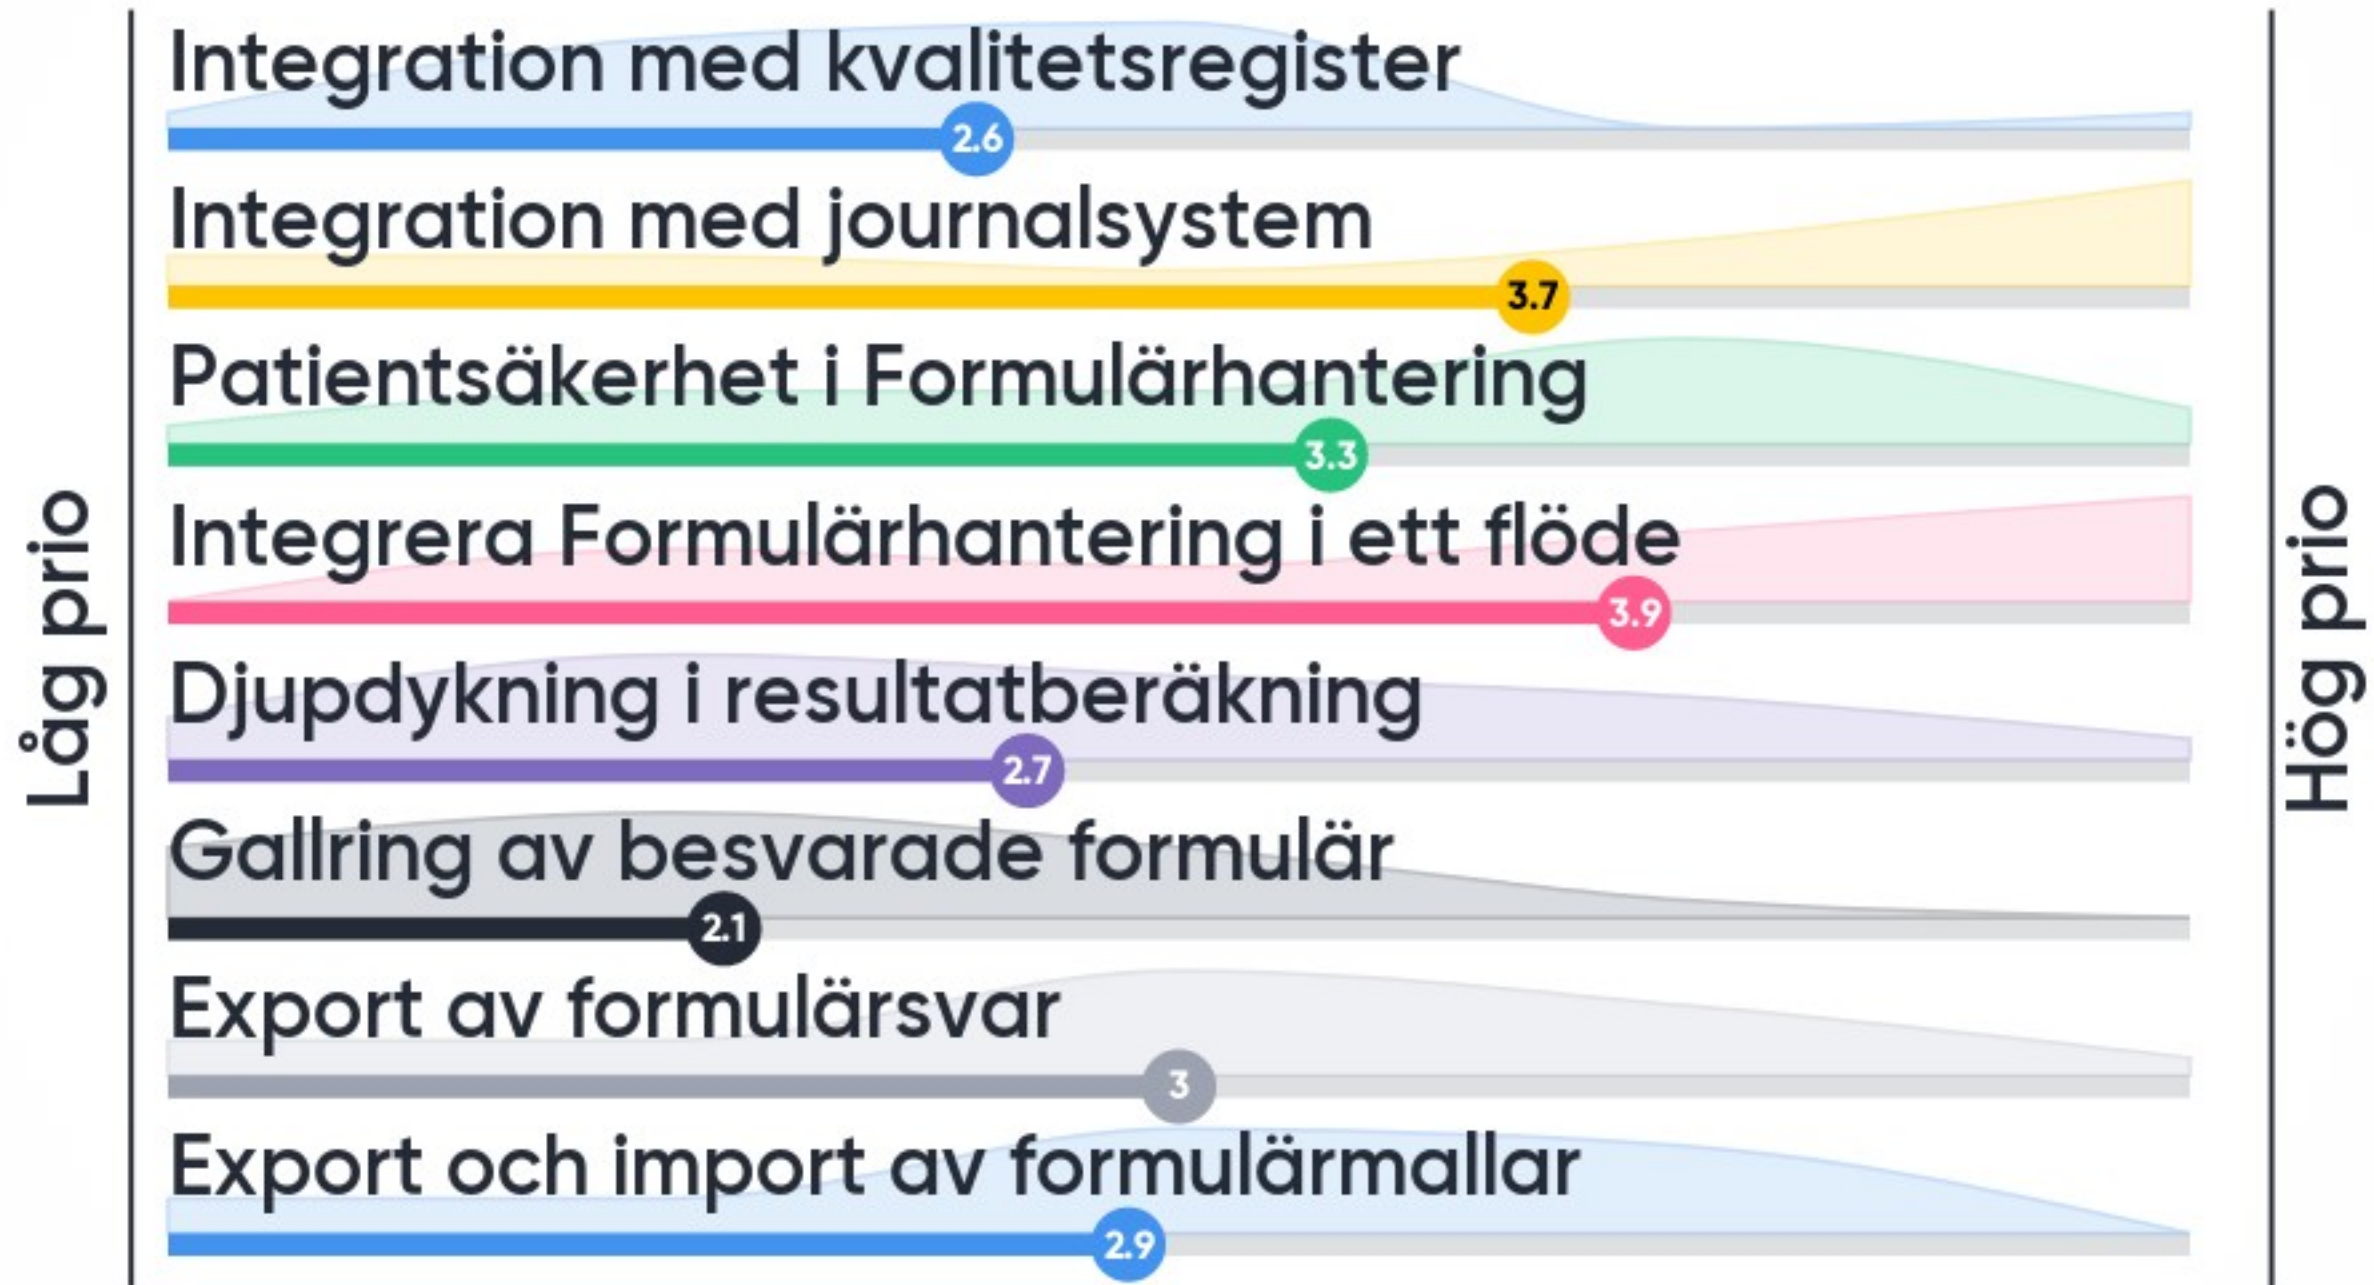 Integration med kvalitetsregister
2.6
Integration med journalsystem
3.7
Patientsäkerhet i Formulärhantering
3.3
Integrera Formulärhantering i ett flöde
3.9
Låg prio
Hög prio
Djupdykning i resultatberäkning
2.7
Gallring av besvarade formulär
2.1
Export av formulärsvar
3
Export och import av formulärmallar
2.9